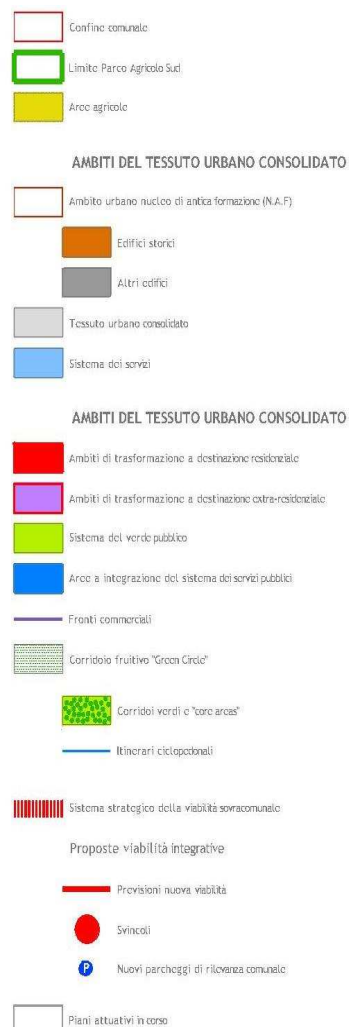 Confine comunale
Limite Parco Agricolo Sud
Aree agricole
AMBITI DEL TESSUTO URBANO CONSOLIDATO
Ambito urbano nucleo di antica formazione (N.A.F)
Edifici storici
Altri edifici
Tessuto urbano consolidato
Sistema dei servizi
AMBITI DEL TESSUTO URBANO CONSOLIDATO
Ambiti di trasformazione a destinazione residenziale
Ambiti di trasformazione a destinazione extra-residenziale
Sistema del verde pubblico
Aree a integrazione del sistema dei servizi pubblici
Fronti commerciali
Corridoio fruitivo "Green Circle"
Corridoi verdi e "core areas"
Itinerari ciclopedonali
Sistema strategico della viabilità sovracomunale
Proposte viabilità integrative
Previsioni nuova viabilità
Svincoli
P Nuovi parcheggi di rilevanza comunale
Piani attuativi in corso